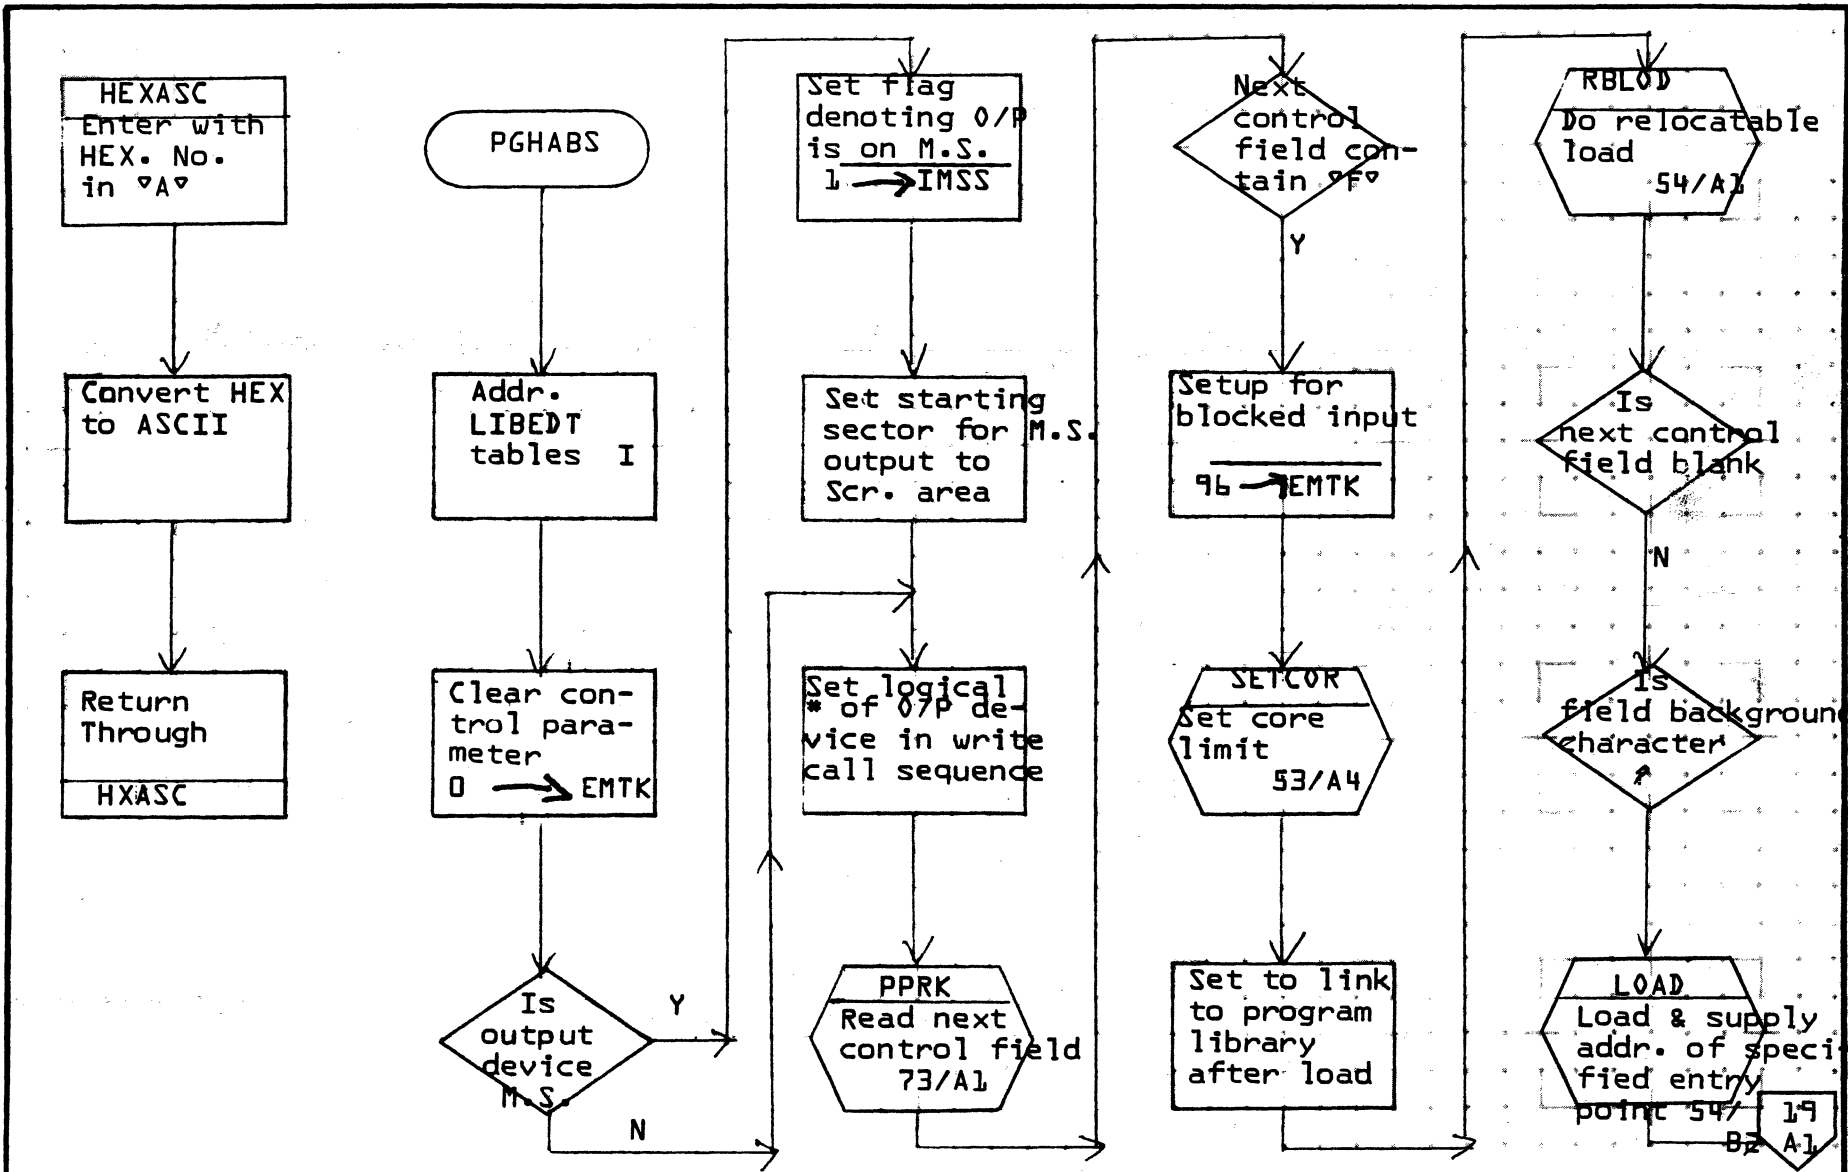 HEXASC
Enter with
HEX. No.
in ▿A▿
Convert HEX
to ASCII
Return
Through
HXASC
PGHABS
Addr.
LIBEDT
tables I
Clear con-
trol para-
meter
0 → EMTK
Is
output
device
M.S.
Y
N
Set flag
denoting O/P
is on M.S.
1 → IMSS
Set starting
sector for M.S.
output to
Scr. area
Set logical
# of O/P de-
vice in write
call sequence
PPRK
Read next
control field
73/A1
Next
control
field con-
tain ▿F▿
Y
Setup for
blocked input
96 → EMTK
SETCOR
Set core
limit
53/A4
Set to link
to program
library
after load
RBLOD
Do relocatable
load
54/A1
Is
next control
field blank
N
Is
field background
character
LOAD
Load & supply
addr. of speci-
fied entry
point 54/
B2
19
A1